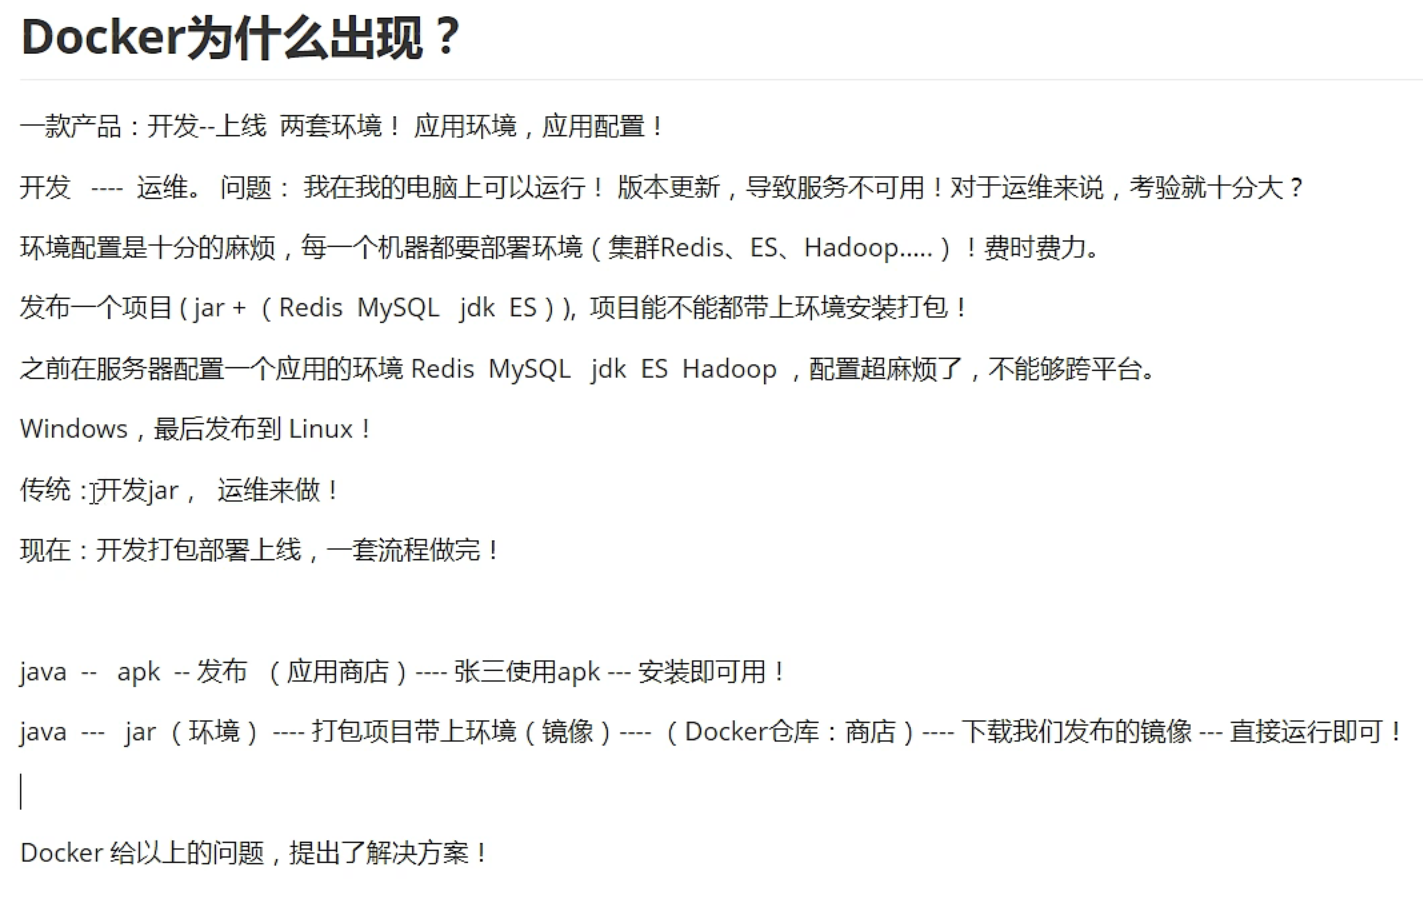 Docker为什么出现？
一款产品：开发--上线 两套环境！ 应用环境，应用配置！
开发 ---- 运维。 问题： 我在我的电脑上可以运行！ 版本更新，导致服务不可用！对于运维来说，考验就十分大？
环境配置是十分的麻烦，每一个机器都要部署环境（集群Redis、ES、Hadoop.....）！费时费力。
发布一个项目 ( jar + （ Redis MySQL jdk ES ) ), 项目能不能都带上环境安装打包！
之前在服务器配置一个应用的环境 Redis MySQL jdk ES Hadoop ，配置超麻烦了，不能够跨平台。
Windows，最后发布到 Linux！
传统：开发jar， 运维来做！
现在：开发打包部署上线，一套流程做完！
java -- apk -- 发布 （应用商店）---- 张三使用apk --- 安装即可用！
java --- jar（环境） ---- 打包项目带上环境（镜像）---- （Docker仓库：商店）---- 下载我们发布的镜像 --- 直接运行即可！
Docker 给以上的问题，提出了解决方案！